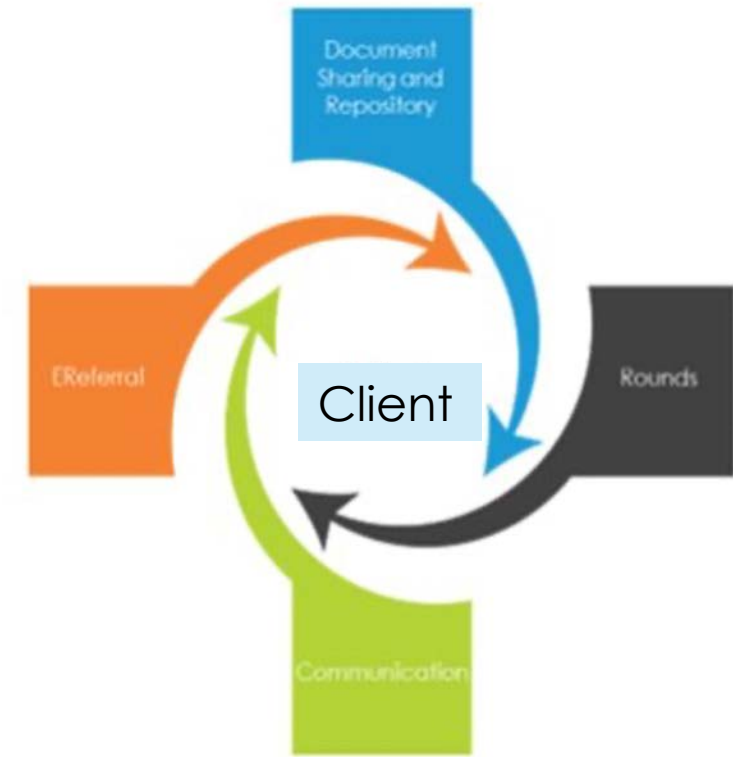 Document
Sharing and
Repository
EReferral
Client
Rounds
Communication